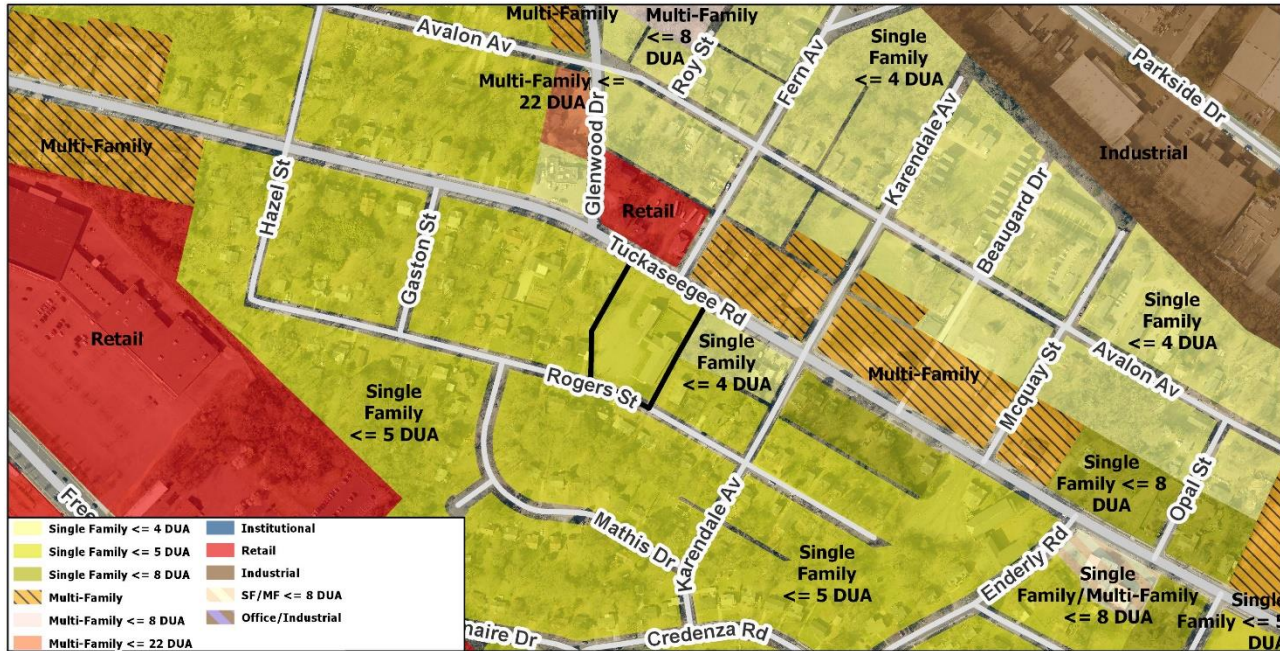 Multi-Family
Multi-Family
<= 8
DUA
Single
Family
<= 4 DUA
Avalon Av
Roy St
Fern Av
Parkside Dr
Multi-Family <=
22 DUA
Glenwood Dr
Karendale Av
Industrial
Multi-Family
Hazel St
Gaston St
Retail
Beaugard Dr
Tuckaseegee Rd
Retail
Single
Family
<= 4 DUA
Single
Family
<= 4 DUA
Avalon Av
Mcquay St
Multi-Family
Rogers St
Single
Family
<= 5 DUA
Single
Family <= 8
DUA
Opal St
Free
Mathis Dr
Karendale Av
Single
Family
<= 5 DUA
Enderly Rd
Single
Family/Multi-Family
<= 8 DUA
Single
Family <= 5
DUA
naire Dr
Credenza Rd
Single Family <= 4 DUA
Single Family <= 5 DUA
Single Family <= 8 DUA
Multi-Family
Multi-Family <= 8 DUA
Multi-Family <= 22 DUA
Institutional
Retail
Industrial
SF/MF <= 8 DUA
Office/Industrial